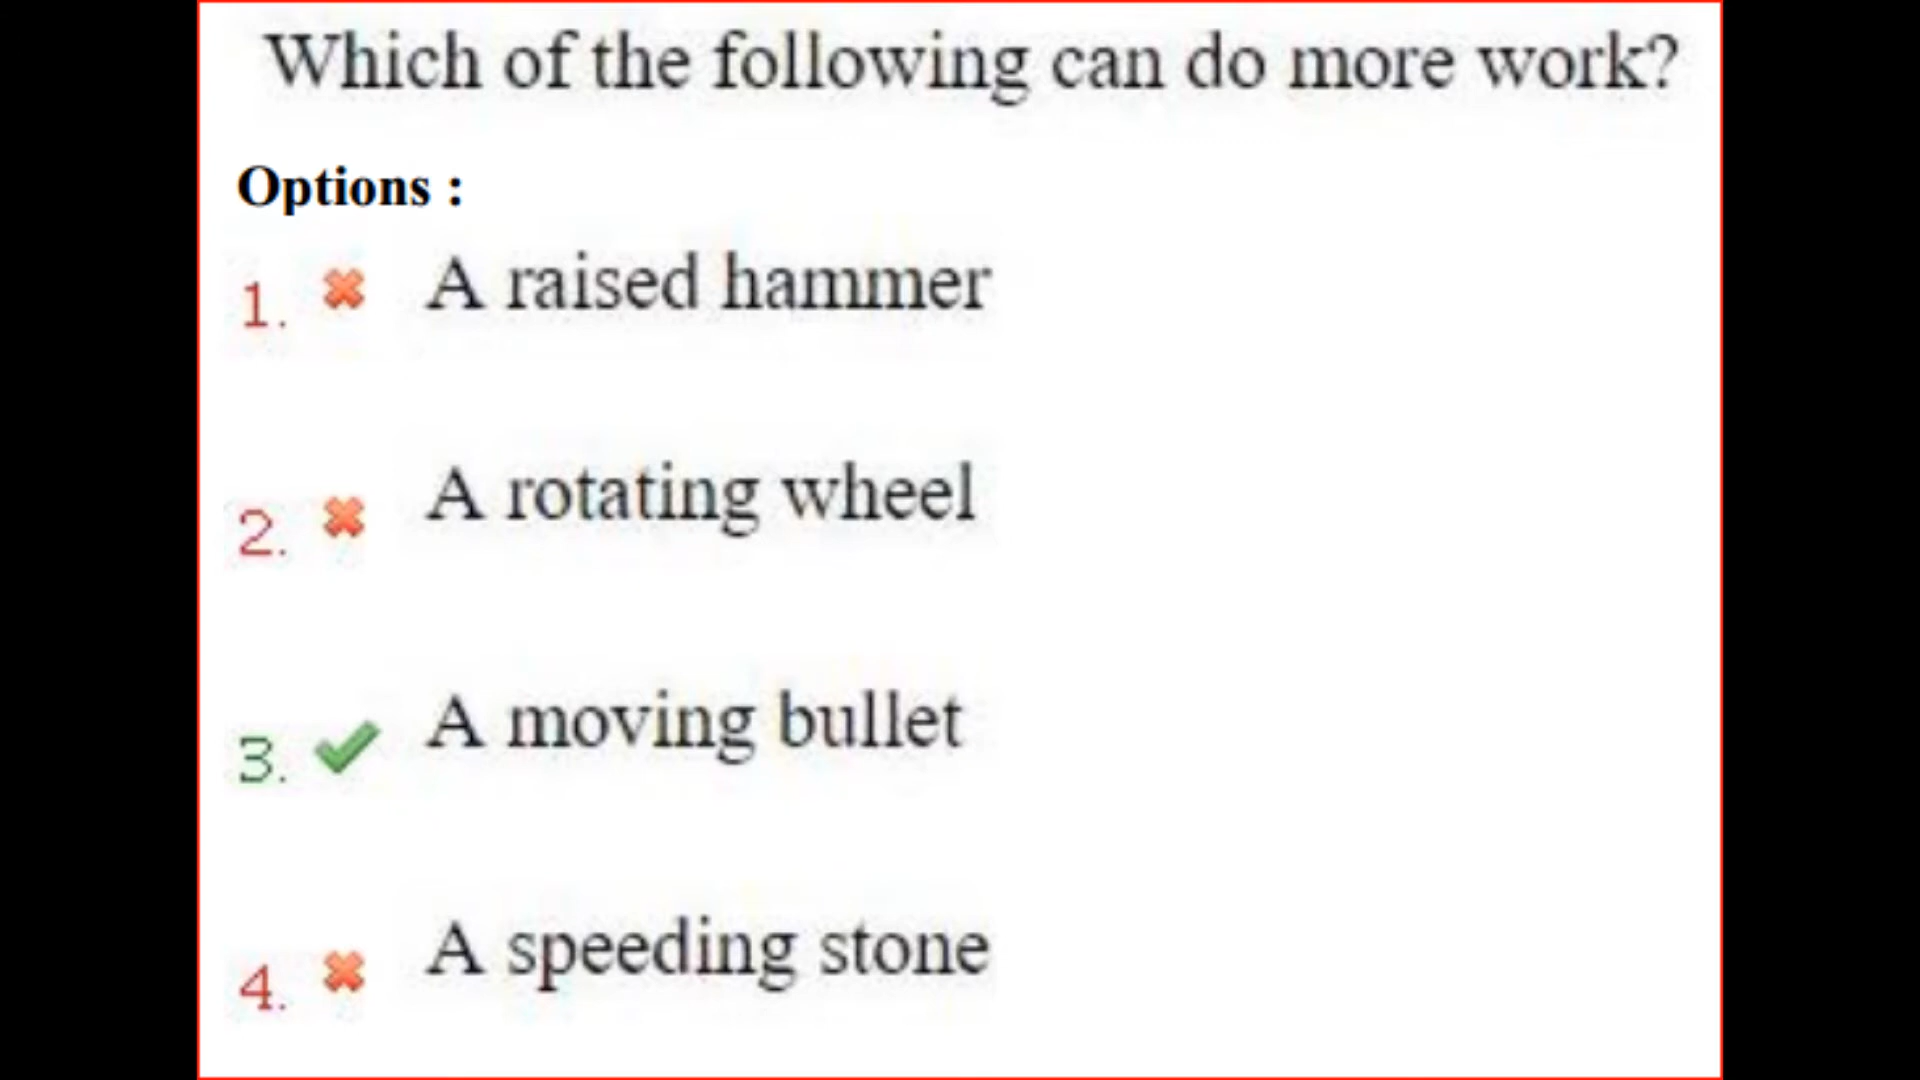 Which of the following can do more work?
Options :
1. A raised hammer
2. A rotating wheel
3. A moving bullet
4. A speeding stone